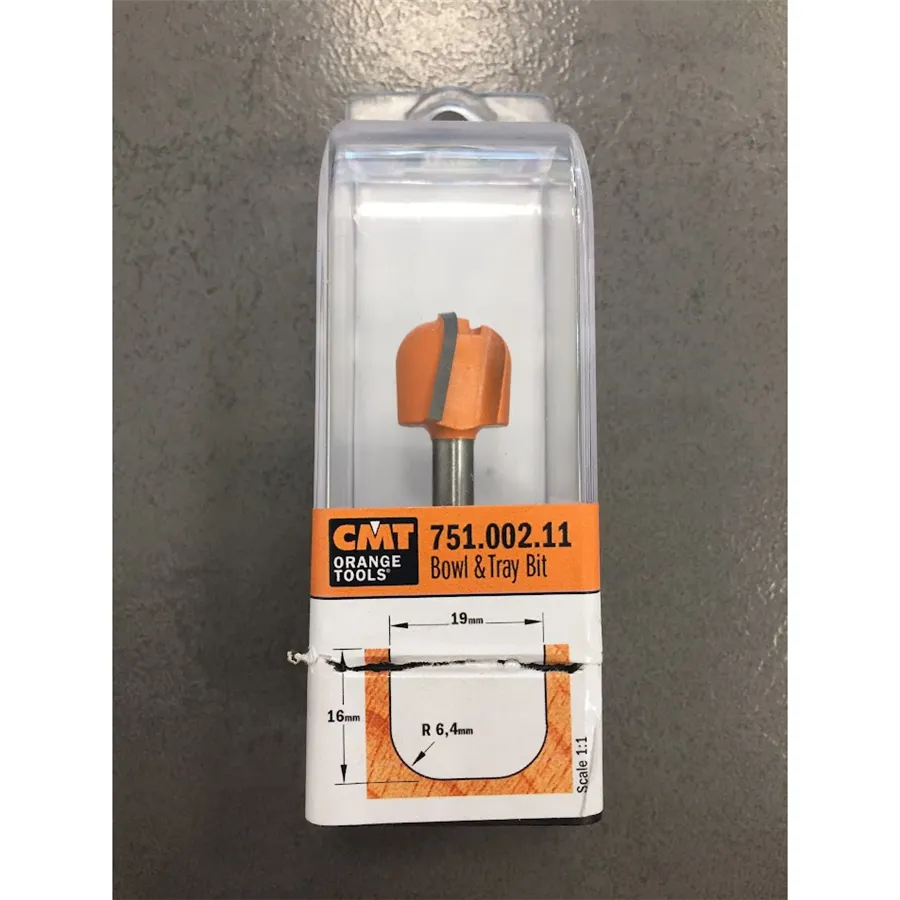 CMT
ORANGE
TOOLS®
751.002.11
Bowl & Tray Bit
19mm
16mm
R 6,4mm
Scale 1:1